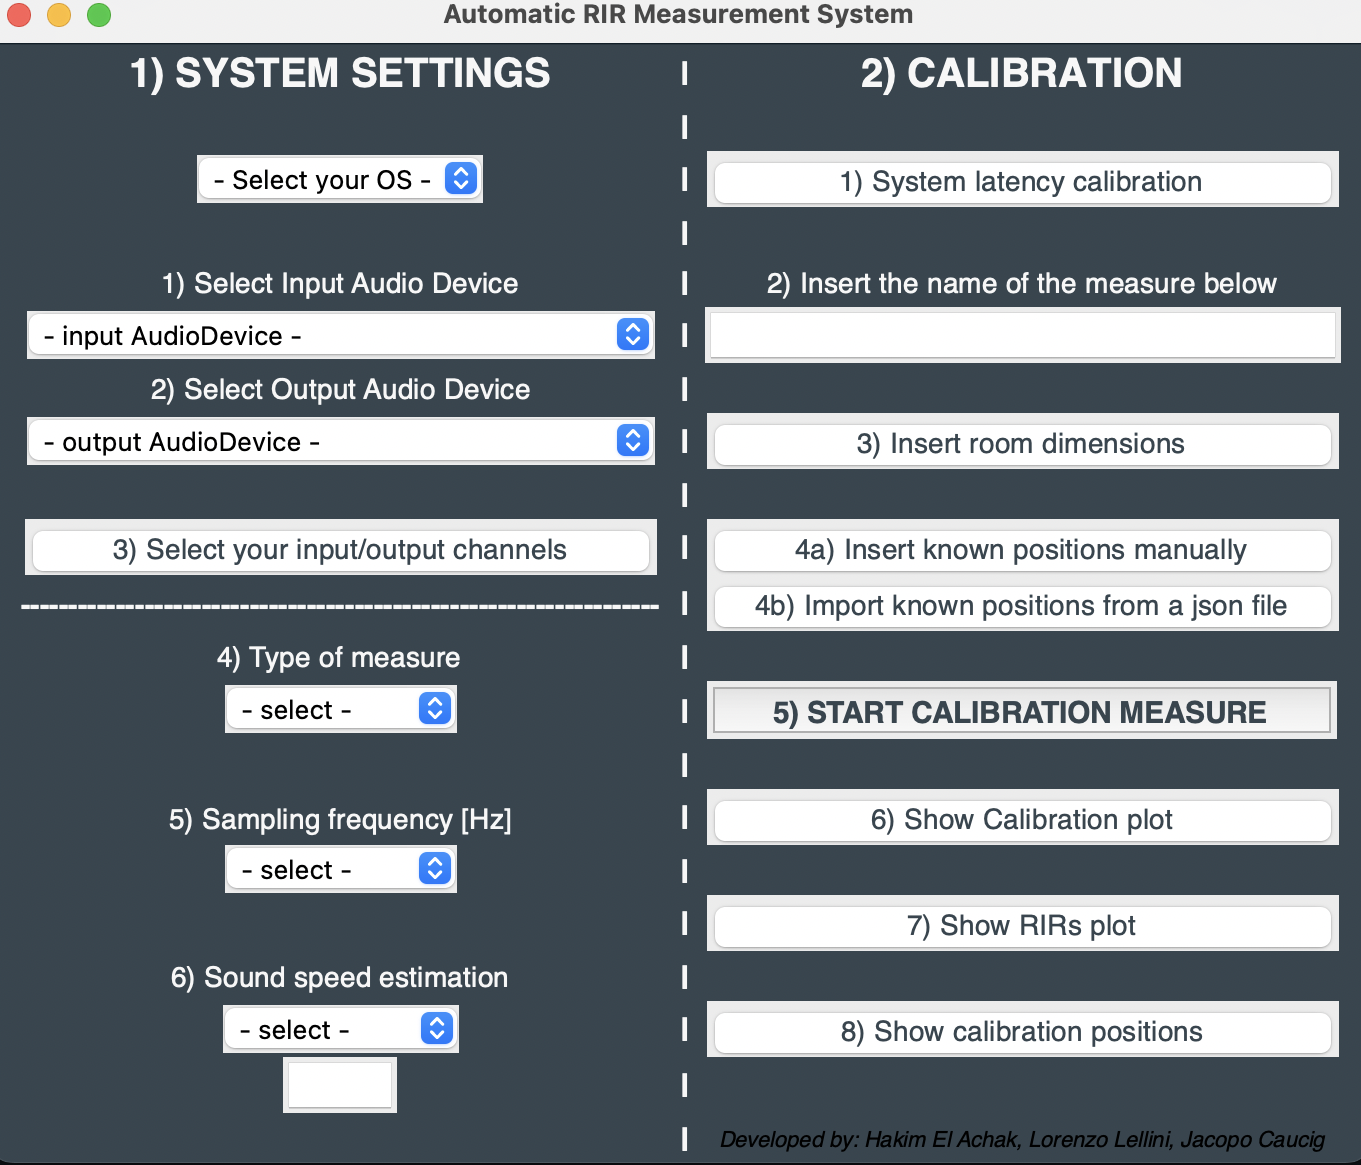 Automatic RIR Measurement System
1) SYSTEM SETTINGS
- Select your OS -
1) Select Input Audio Device
- input AudioDevice -
2) Select Output Audio Device
- output AudioDevice -
3) Select your input/output channels
4) Type of measure
- select -
5) Sampling frequency [Hz]
- select -
6) Sound speed estimation
- select -
2) CALIBRATION
1) System latency calibration
2) Insert the name of the measure below
3) Insert room dimensions
4a) Insert known positions manually
4b) Import known positions from a json file
5) START CALIBRATION MEASURE
6) Show Calibration plot
7) Show RIRs plot
8) Show calibration positions
Developed by: Hakim El Achak, Lorenzo Lellini, Jacopo Caucig